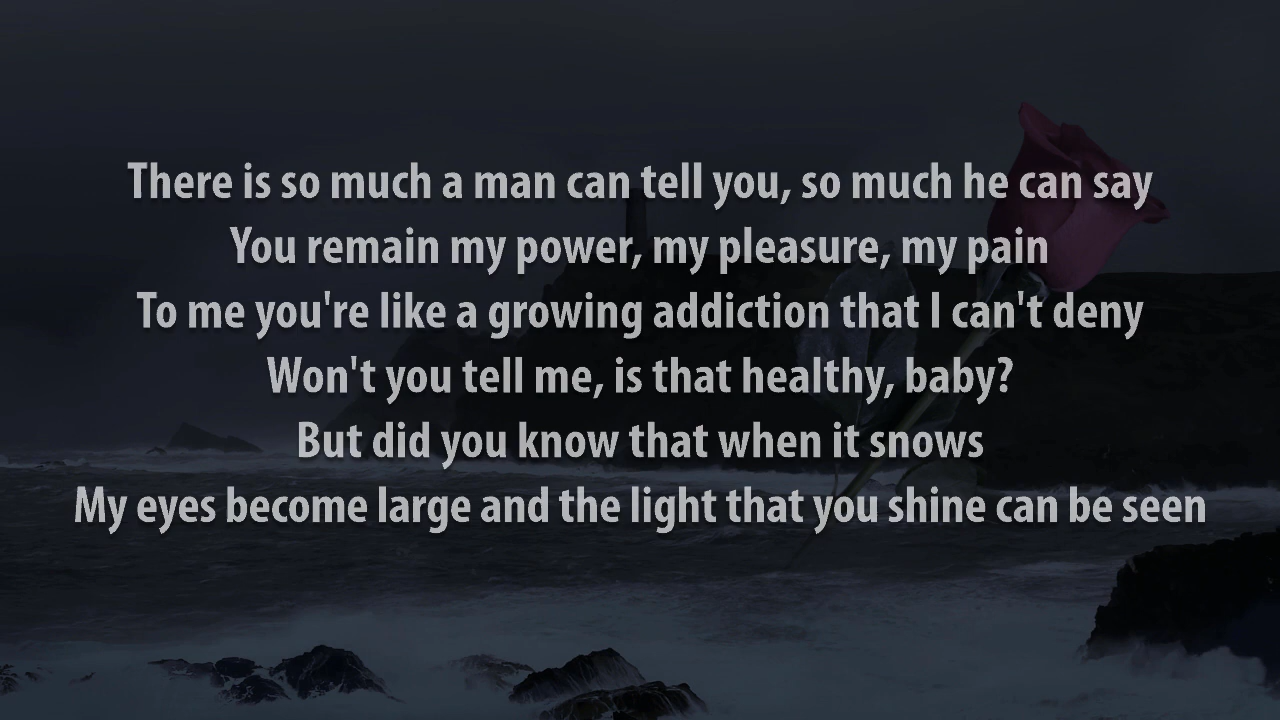 There is so much a man can tell you, so much he can say
You remain my power, my pleasure, my pain
To me you're like a growing addiction that I can't deny
Won't you tell me, is that healthy, baby?
But did you know that when it snows
My eyes become large and the light that you shine can be seen